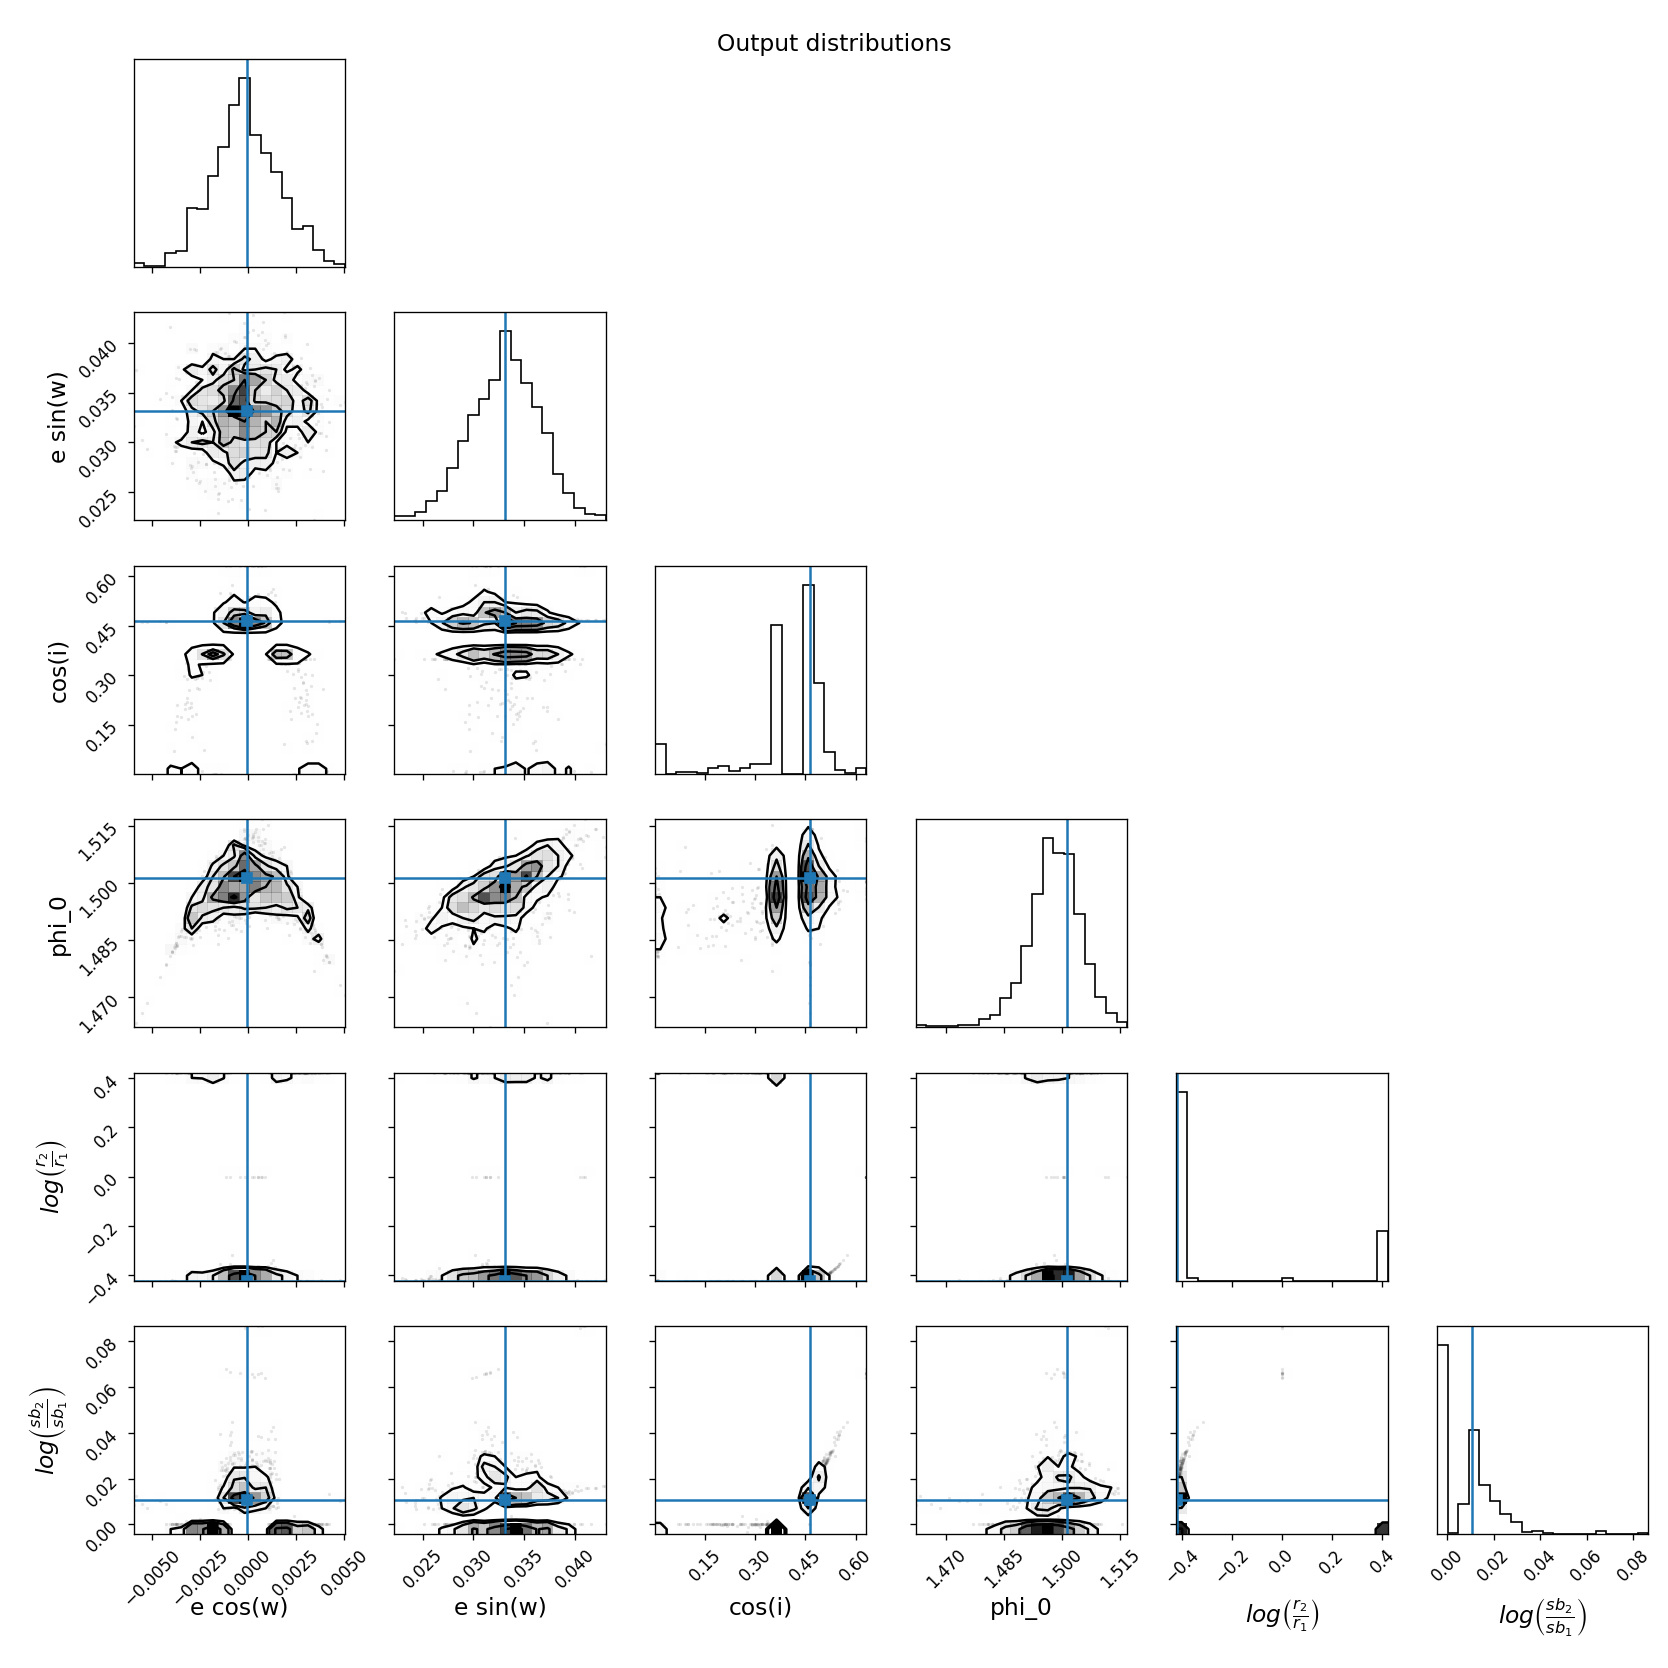 Output distributions
e sin(w)
0.040
0.035
0.030
0.025
cos(i)
0.60
0.45
0.30
0.15
phi_0
1.515
1.500
1.485
1.470
log(r₂/r₁)
0.4
0.2
0.0
−0.2
−0.4
log(sb₂/sb₁)
0.08
0.06
0.04
0.02
0.00
−0.0050 −0.0025 0.0000 0.0025 0.0050
e cos(w)
0.025 0.030 0.035 0.040
e sin(w)
0.15 0.30 0.45 0.60
cos(i)
1.470 1.485 1.500 1.515
phi_0
−0.4 −0.2 0.0 0.2 0.4
log(r₂/r₁)
0.00 0.02 0.04 0.06 0.08
log(sb₂/sb₁)